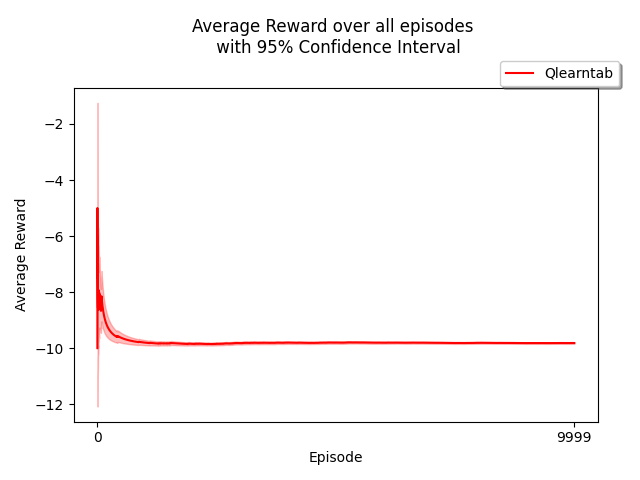 Average Reward over all episodes
with 95% Confidence Interval
Qlearntab
−2
−4
−6
−8
−10
−12
Average Reward
0
9999
Episode